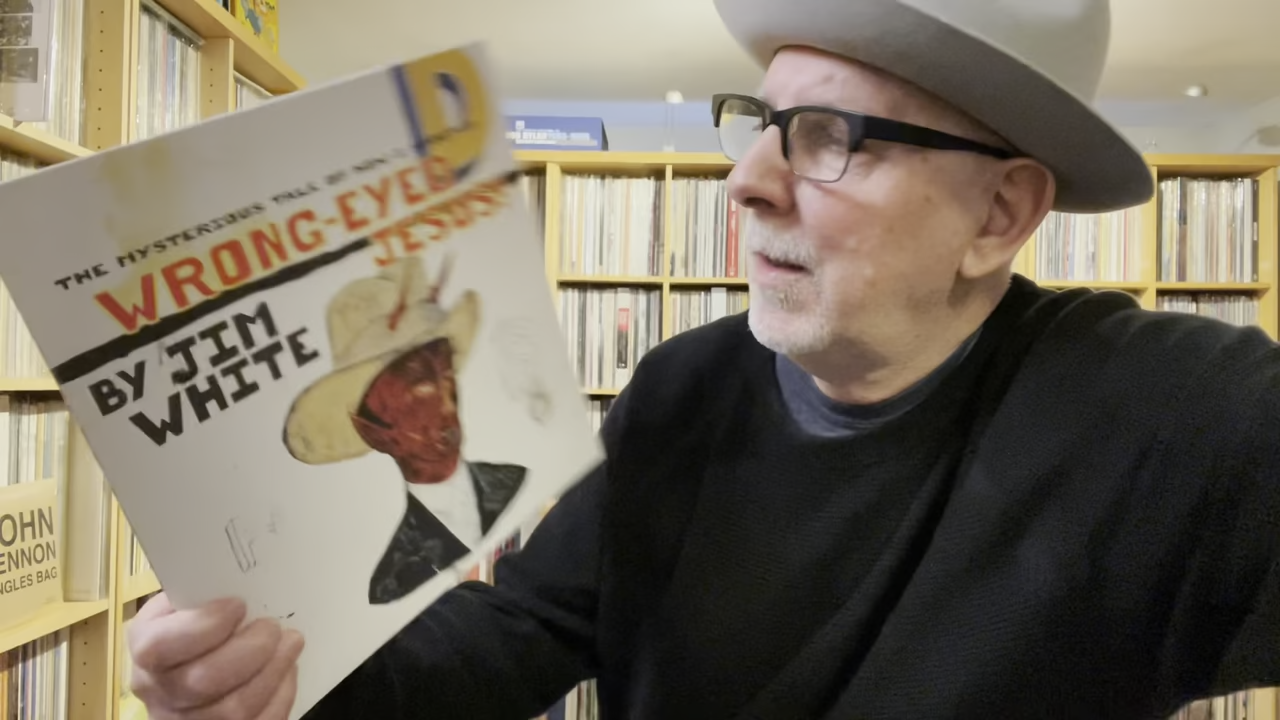 THE MYSTERIOUS TALE OF HOW I
WRONG-EYED
JESUS!
BY JIM
WHITE
OHN
ENNON
NGLES BAG